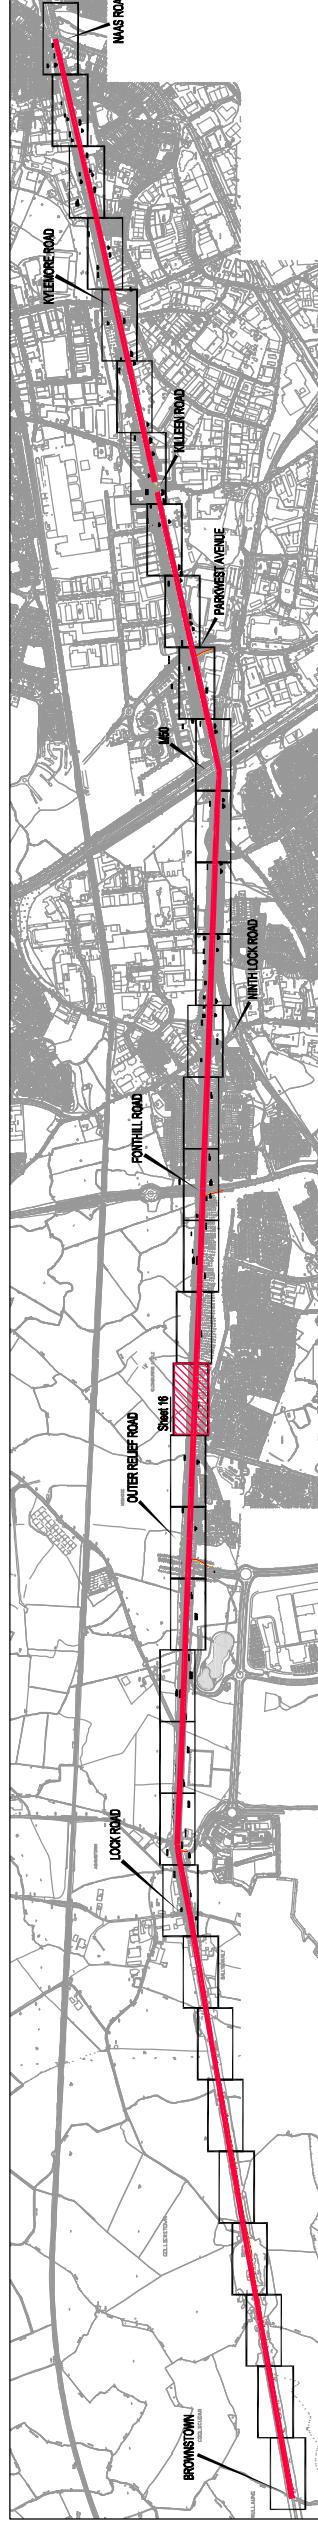 NAAS ROA
KYLEMORE ROAD
KILLEEN ROAD
PARKWEST AVENUE
M50
NINTH LOCK ROAD
FONTHILL ROAD
Sheet 16
OUTER RELIEF ROAD
LOCK ROAD
BROWNSTOWN